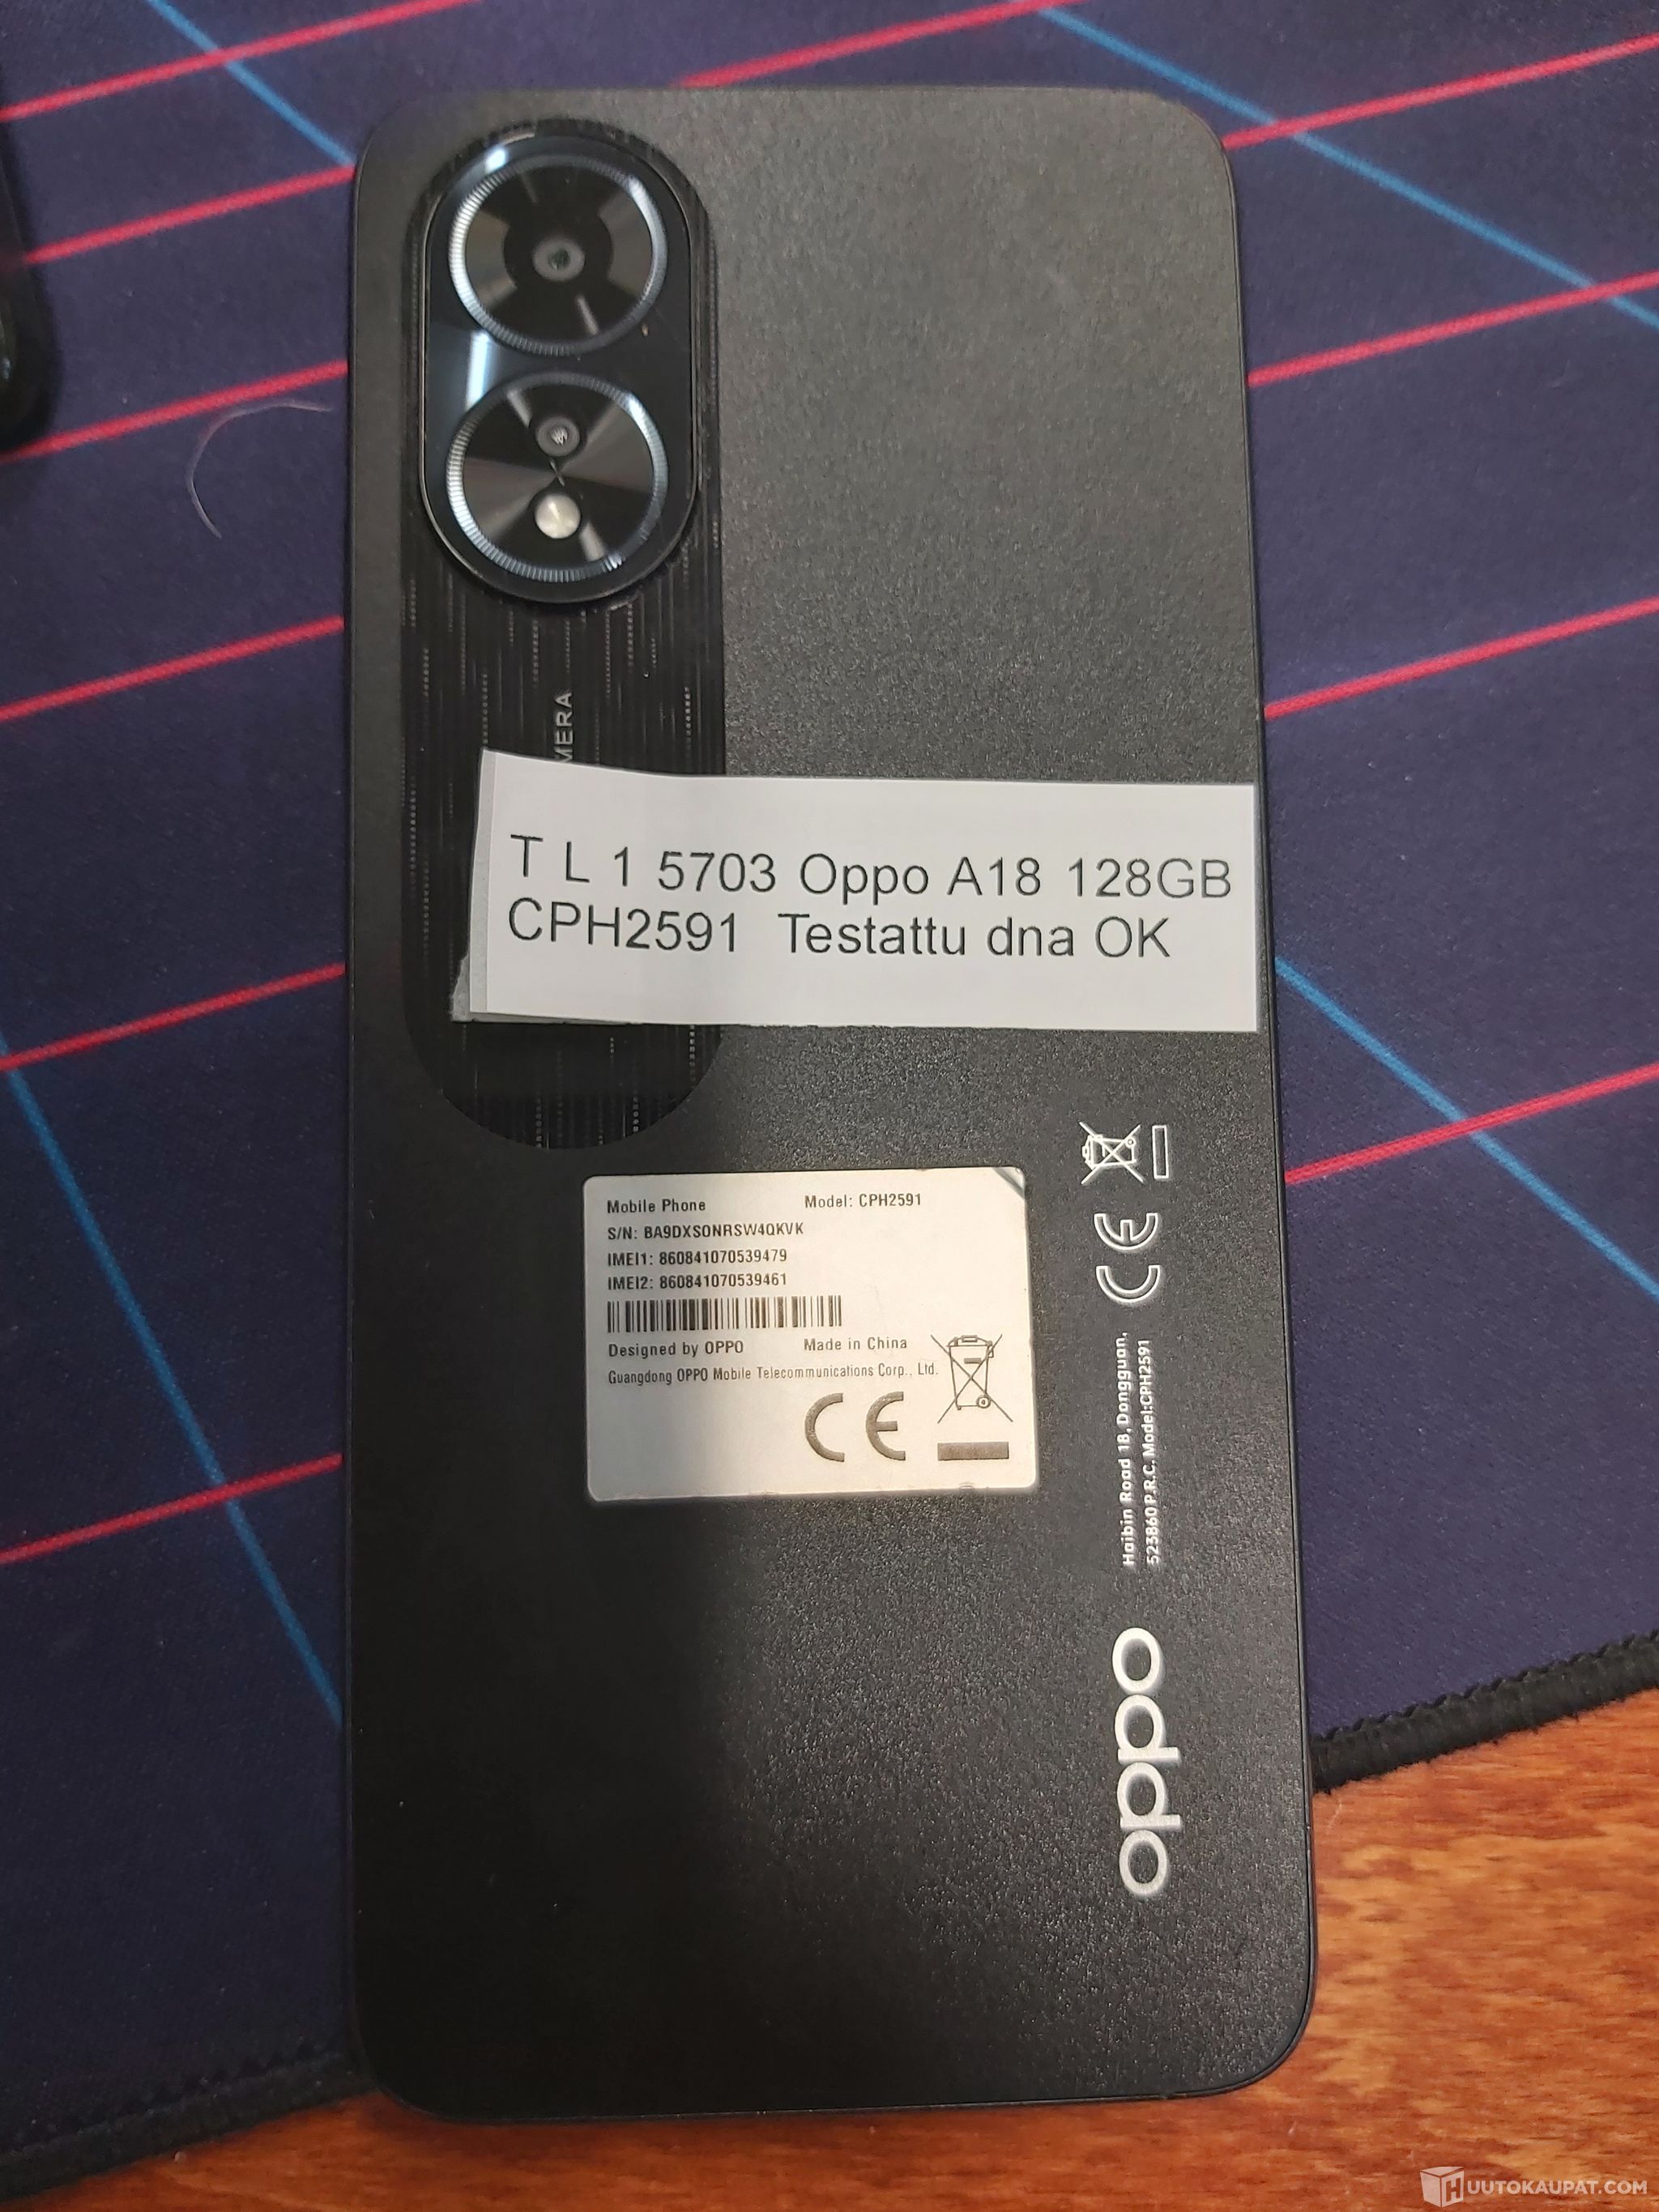 MERA
T L 1 5703 Oppo A18 128GB
CPH2591 Testattu dna OK
Mobile Phone Model: CPH2591
S/N: BA9DXSONRSW4QKVK
IMEI1: 860841070539479
IMEI2: 860841070539461
Designed by OPPO Made in China
Guangdong OPPO Mobile Telecommunications Corp., Ltd.
CE
CE
Haibin Road 18, Dongguan,
523860 P.R.C. Model:CPH2591
oppo
HUUTOKAUPAT.COM